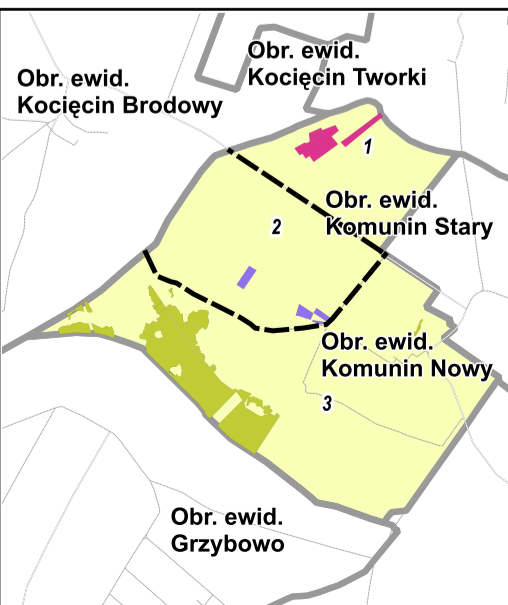 Obr. ewid.
Kocięcin Tworki
Obr. ewid.
Kocięcin Brodowy
1
Obr. ewid.
Komunin Stary
2
Obr. ewid.
Komunin Nowy
3
Obr. ewid.
Grzybowo